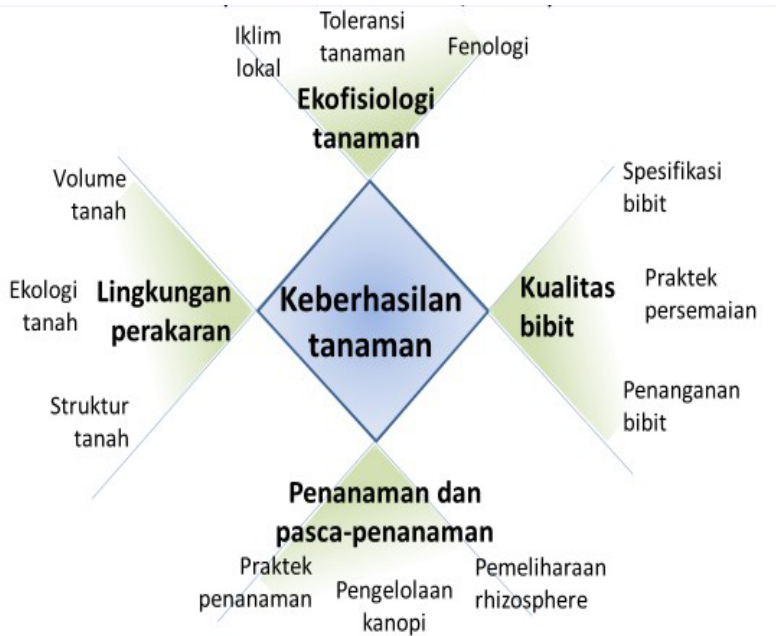 Iklim
lokal
Toleransi
tanaman
Fenologi
Ekofisiologi
tanaman
Volume
tanah
Ekologi
tanah
Struktur
tanah
Lingkungan
perakaran
Keberhasilan
tanaman
Kualitas
bibit
Spesifikasi
bibit
Praktek
persemaian
Penanganan
bibit
Penanaman dan
pasca-penanaman
Praktek
penanaman
Pengelolaan
kanopi
Pemeliharaan
rhizosphere